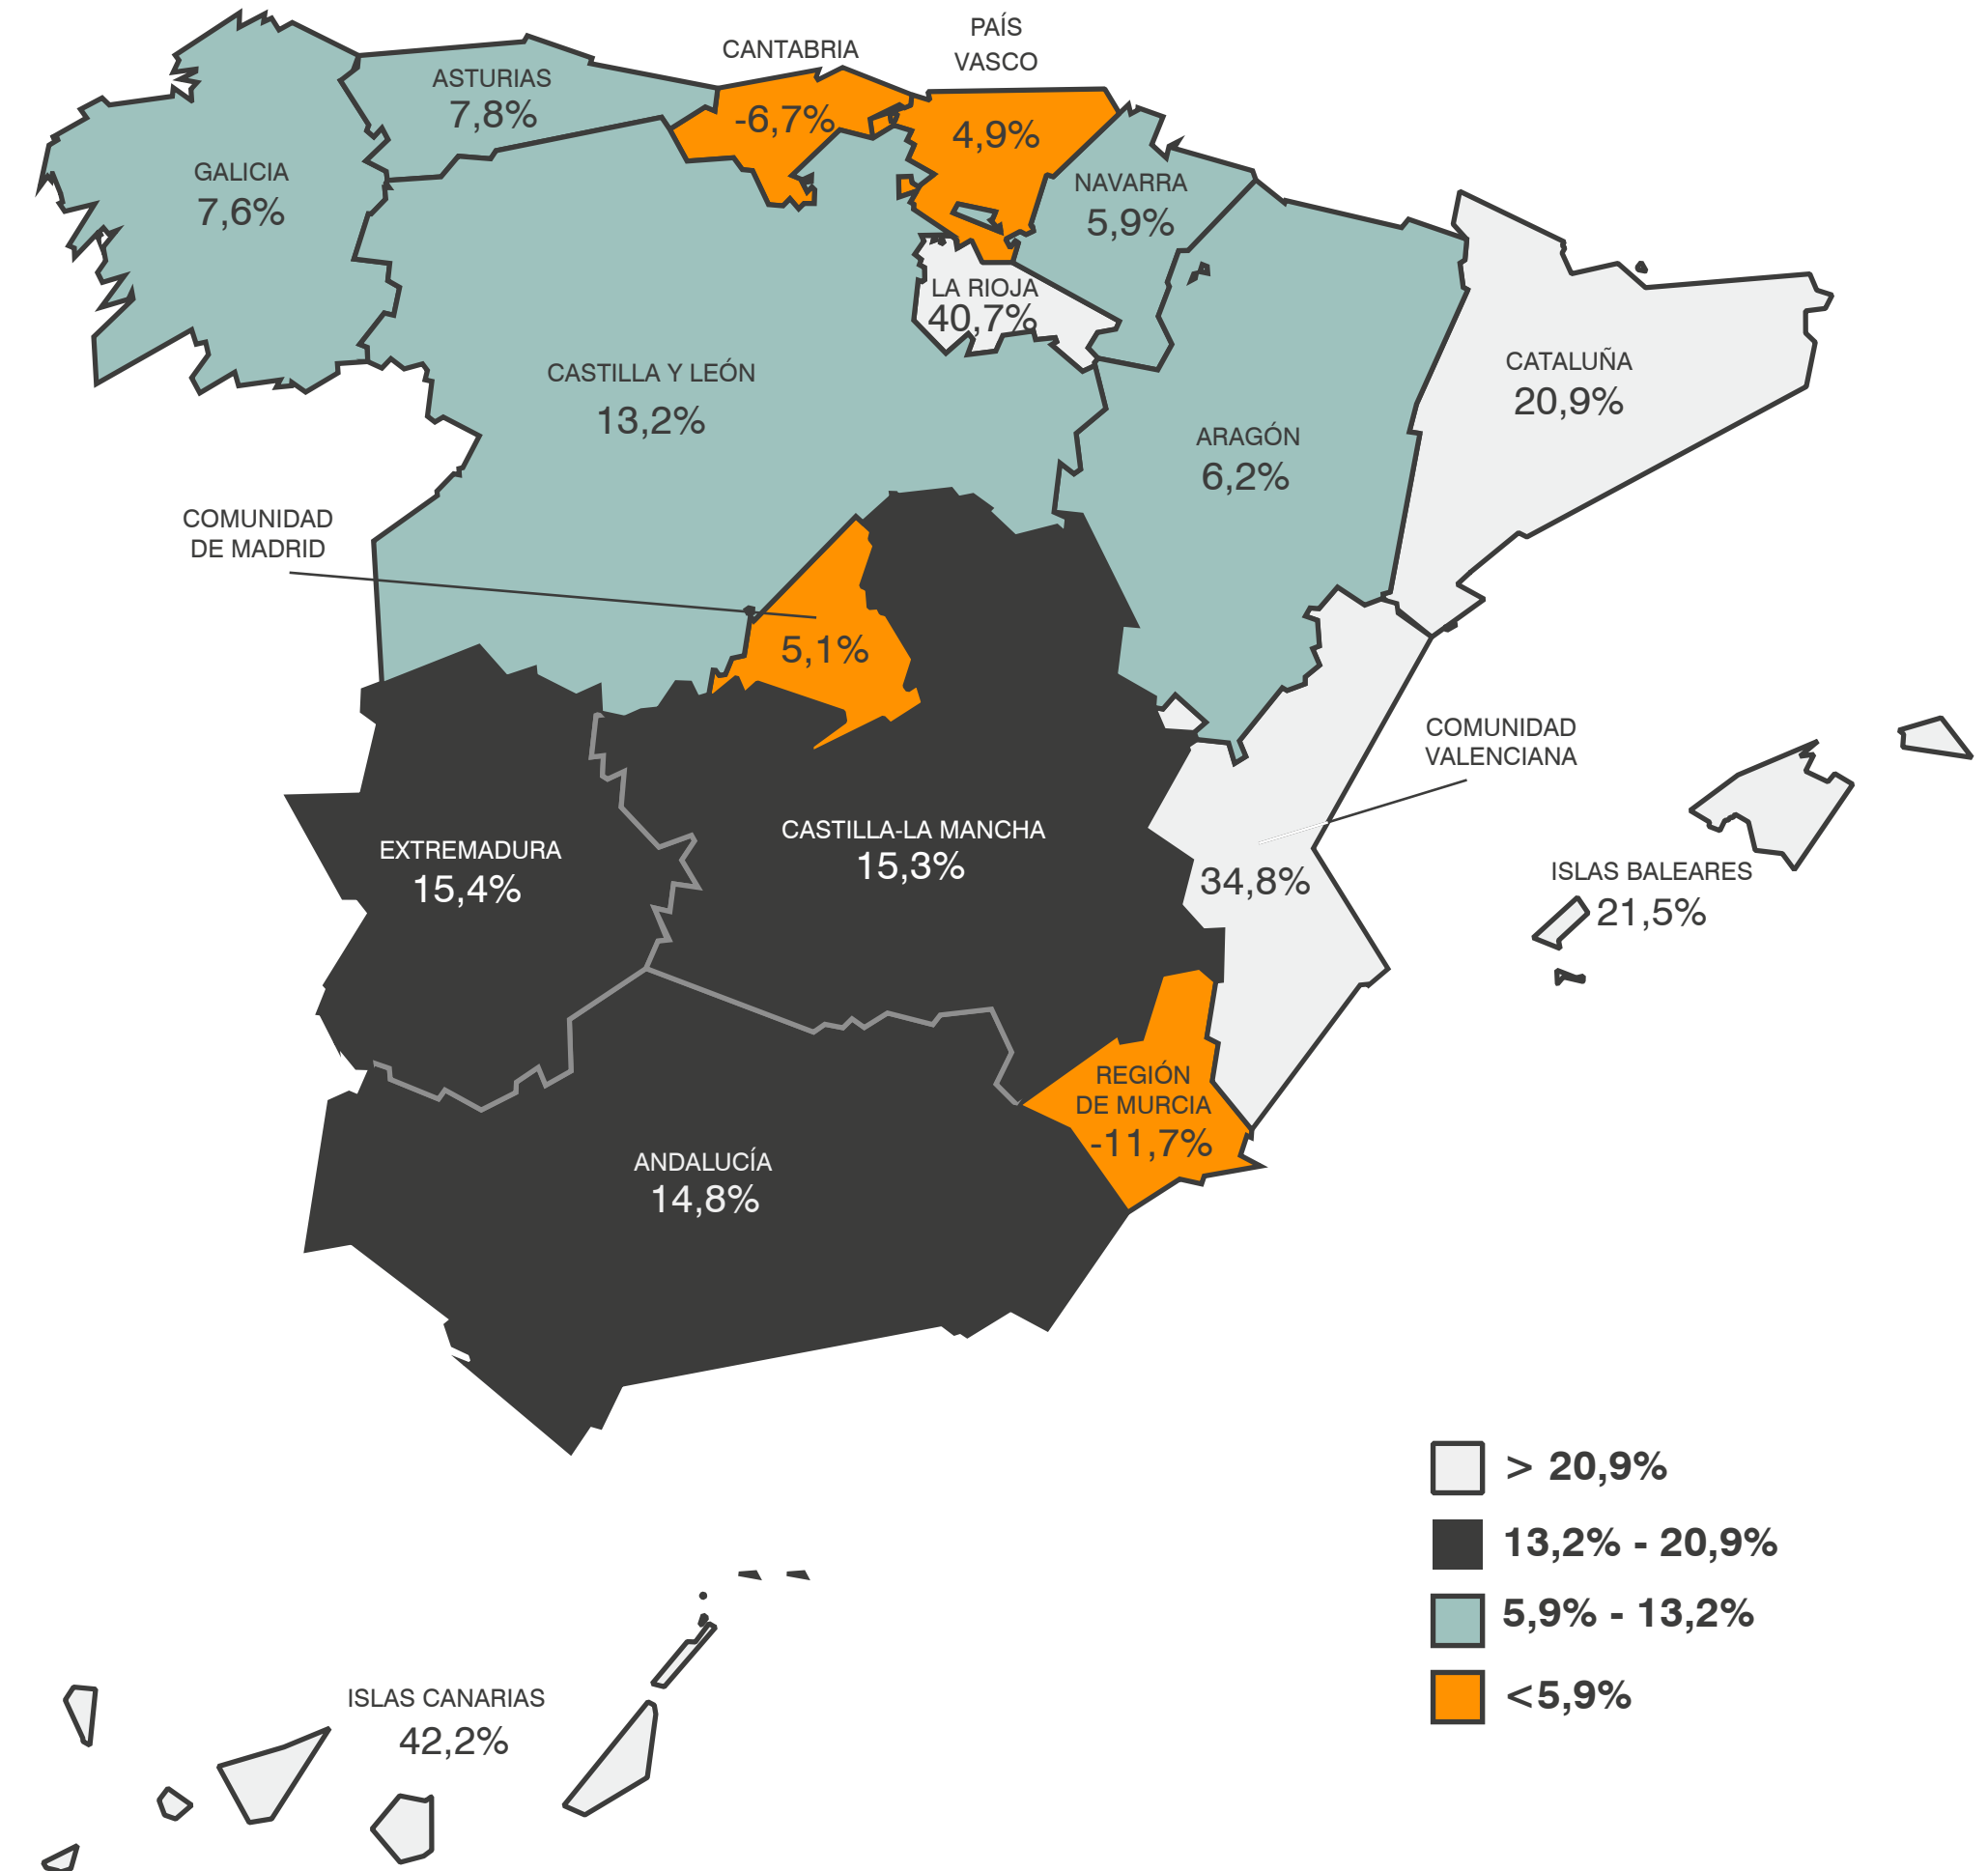 PAÍS
VASCO
CANTABRIA
ASTURIAS
7,8%
-6,7%
4,9%
GALICIA
7,6%
NAVARRA
5,9%
LA RIOJA
40,7%
CATALUÑA
20,9%
CASTILLA Y LEÓN
13,2%
ARAGÓN
6,2%
COMUNIDAD
DE MADRID
5,1%
COMUNIDAD
VALENCIANA
34,8%
CASTILLA-LA MANCHA
15,3%
EXTREMADURA
15,4%
ISLAS BALEARES
21,5%
REGIÓN
DE MURCIA
-11,7%
ANDALUCÍA
14,8%
> 20,9%
13,2% - 20,9%
5,9% - 13,2%
<5,9%
ISLAS CANARIAS
42,2%